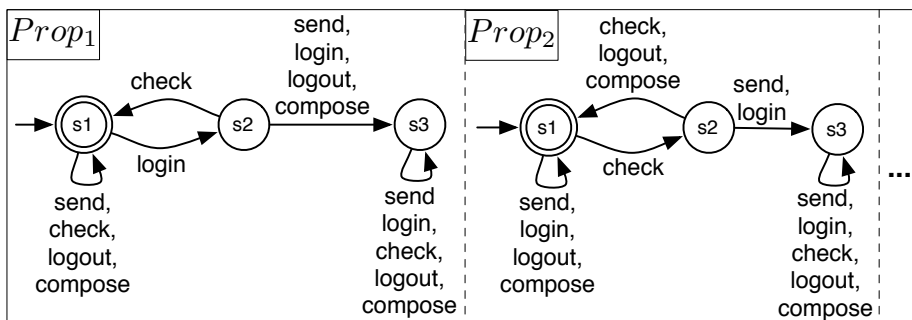 Prop₁
send,
login,
logout,
compose
check
s1
s2
s3
login
send,
check,
logout,
compose
send
login,
check,
logout,
compose
Prop₂
check,
logout,
compose
send,
login
s1
s2
s3
check
send,
login,
logout,
compose
send,
login,
check,
logout,
compose
...